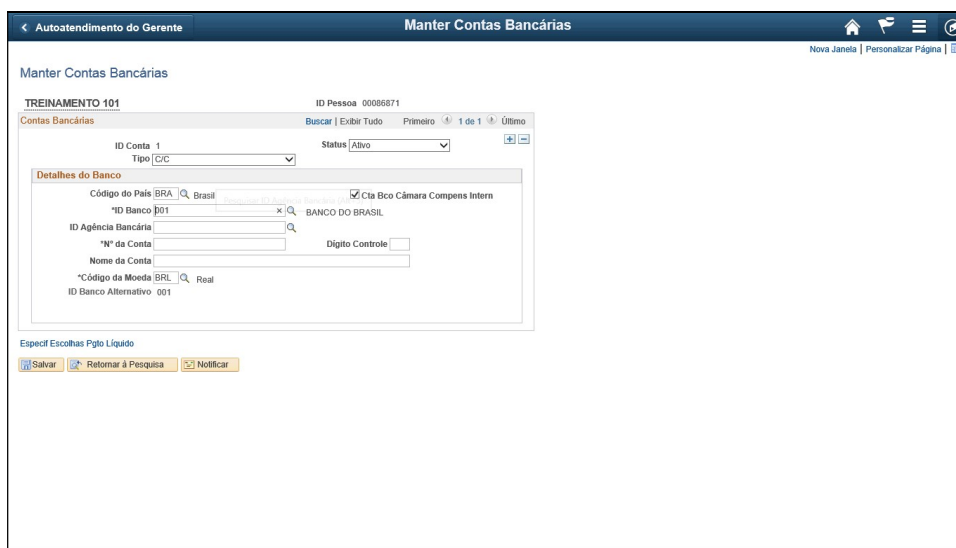 Autoatendimento do Gerente
Manter Contas Bancárias
Nova Janela | Personalizar Página |
Manter Contas Bancárias
TREINAMENTO 101
ID Pessoa 00086871
Contas Bancárias
Buscar | Exibir Tudo Primeiro 1 de 1 Último
ID Conta 1
Status Ativo
Tipo C/C
Detalhes do Banco
Código do País BRA Brasil
Cta Bco Câmara Compens Intern
*ID Banco 001 × BANCO DO BRASIL
ID Agência Bancária
*Nº da Conta
Dígito Controle
Nome da Conta
*Código da Moeda BRL Real
ID Banco Alternativo 001
Especif Escolhas Pgto Líquido
Salvar
Retornar à Pesquisa
Notificar